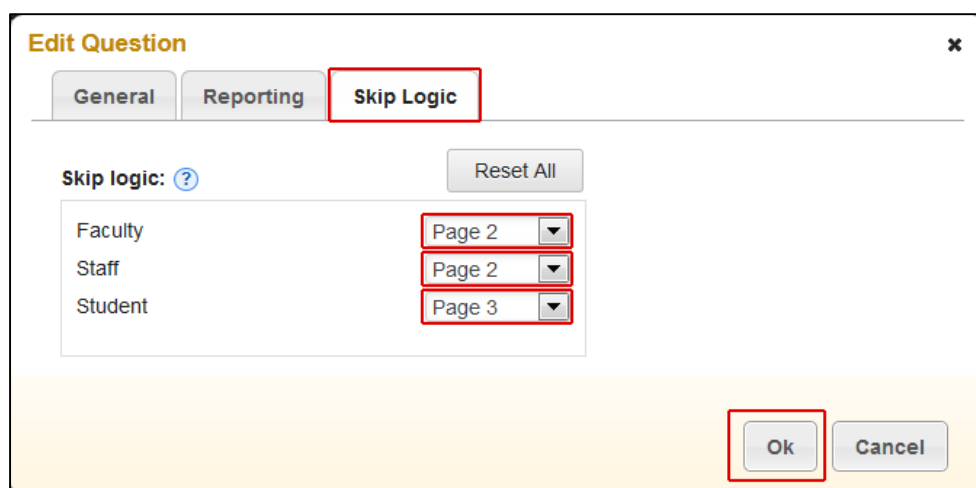 Edit Question
General Reporting Skip Logic
Skip logic: ? Reset All
Faculty Page 2
Staff Page 2
Student Page 3
Ok Cancel